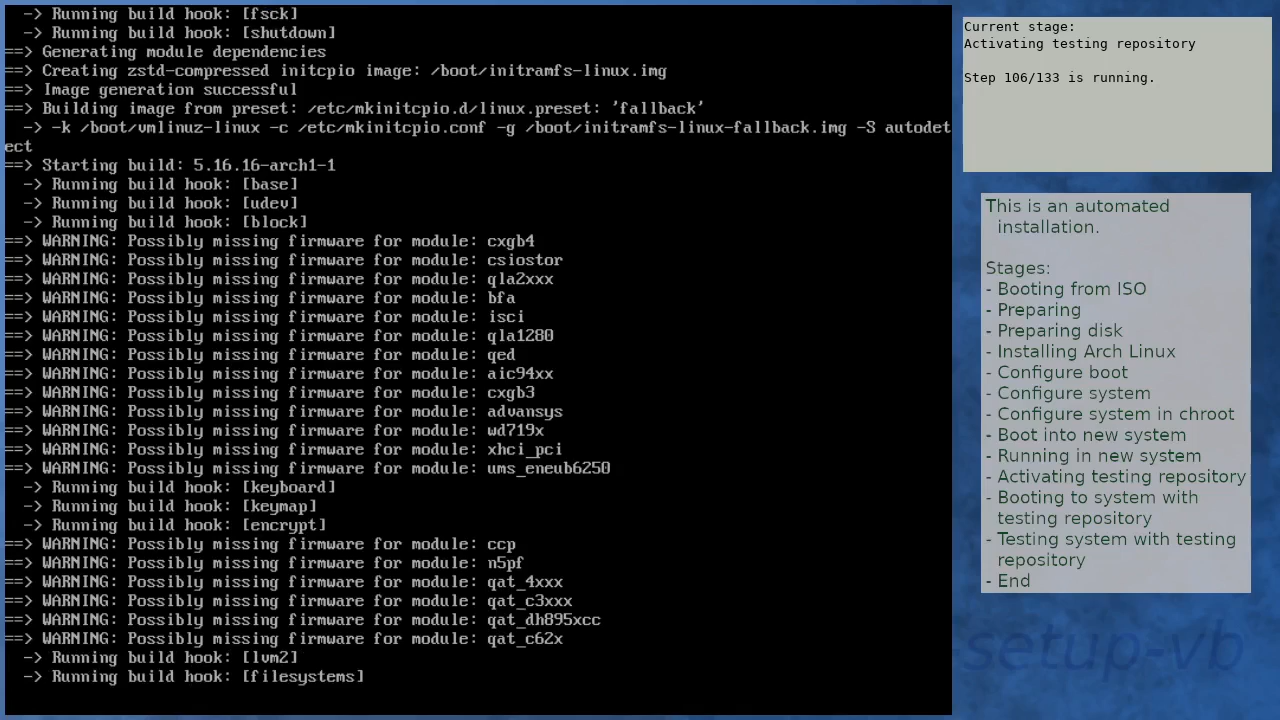 -> Running build hook: [fsck]
-> Running build hook: [shutdown]
==> Generating module dependencies
==> Creating zstd-compressed initcpio image: /boot/initramfs-linux.img
==> Image generation successful
==> Building image from preset: /etc/mkinitcpio.d/linux.preset: 'fallback'
-> -k /boot/vmlinuz-linux -c /etc/mkinitcpio.conf -g /boot/initramfs-linux-fallback.img -S autodet
ect
==> Starting build: 5.16.16-arch1-1
-> Running build hook: [base]
-> Running build hook: [udev]
-> Running build hook: [block]
==> WARNING: Possibly missing firmware for module: cxgb4
==> WARNING: Possibly missing firmware for module: csiostor
==> WARNING: Possibly missing firmware for module: qla2xxx
==> WARNING: Possibly missing firmware for module: bfa
==> WARNING: Possibly missing firmware for module: isci
==> WARNING: Possibly missing firmware for module: qla1280
==> WARNING: Possibly missing firmware for module: qed
==> WARNING: Possibly missing firmware for module: aic94xx
==> WARNING: Possibly missing firmware for module: cxgb3
==> WARNING: Possibly missing firmware for module: advansys
==> WARNING: Possibly missing firmware for module: wd719x
==> WARNING: Possibly missing firmware for module: xhci_pci
==> WARNING: Possibly missing firmware for module: ums_eneub6250
-> Running build hook: [keyboard]
-> Running build hook: [keymap]
-> Running build hook: [encrypt]
==> WARNING: Possibly missing firmware for module: ccp
==> WARNING: Possibly missing firmware for module: n5pf
==> WARNING: Possibly missing firmware for module: qat_4xxx
==> WARNING: Possibly missing firmware for module: qat_c3xxx
==> WARNING: Possibly missing firmware for module: qat_dh895xcc
==> WARNING: Possibly missing firmware for module: qat_c62x
-> Running build hook: [lvm2]
-> Running build hook: [filesystems]
Current stage:
Activating testing repository
Step 106/133 is running.
This is an automated
installation.
Stages:
- Booting from ISO
- Preparing
- Preparing disk
- Installing Arch Linux
- Configure boot
- Configure system
- Configure system in chroot
- Boot into new system
- Running in new system
- Activating testing repository
- Booting to system with
testing repository
- Testing system with testing
repository
- End
-setup-vb